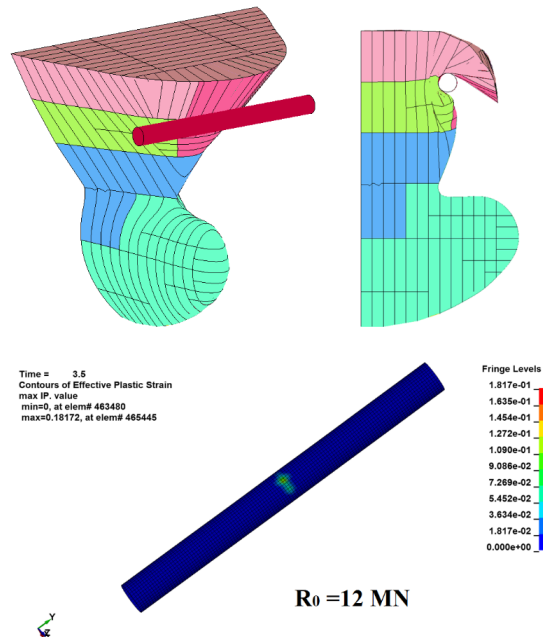 Time =       3.5
Contours of Effective Plastic Strain
max IP. value
min=0, at elem# 463480
max=0.18172, at elem# 465445
Fringe Levels
1.817e-01
1.635e-01
1.454e-01
1.272e-01
1.090e-01
9.086e-02
7.269e-02
5.452e-02
3.634e-02
1.817e-02
0.000e+00
R0 =12 MN
Y
Z